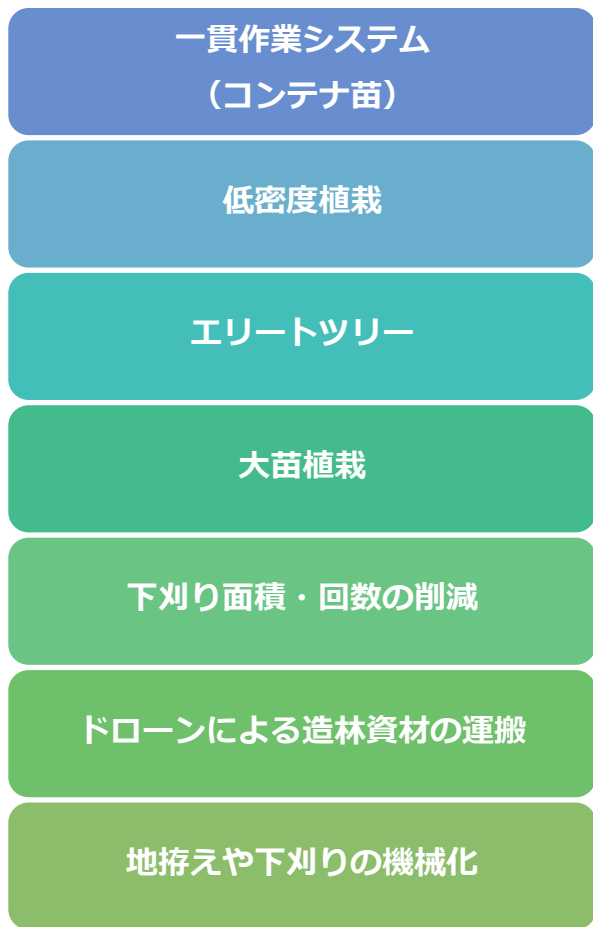 一貫作業システム
（コンテナ苗）
低密度植栽
エリートツリー
大苗植栽
下刈り面積・回数の削減
ドローンによる造林資材の運搬
地拵えや下刈りの機械化